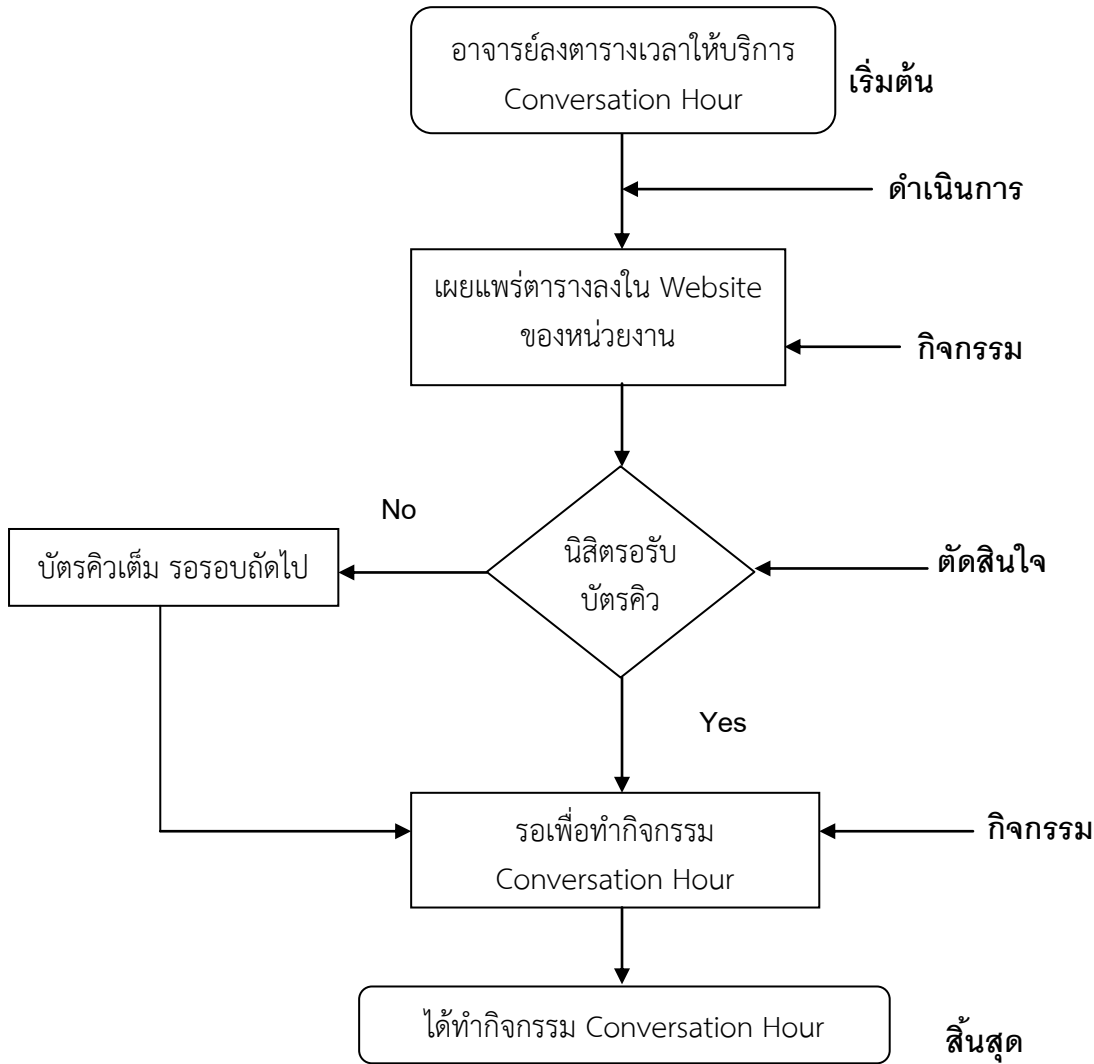 อาจารย์ลงตารางเวลาให้บริการ
Conversation Hour
เริ่มต้น
ดำเนินการ
เผยแพร่ตารางลงใน Website
ของหน่วยงาน
กิจกรรม
No
บัตรคิวเต็ม รอรอบถัดไป
นิสิตรอรับ
บัตรคิว
ตัดสินใจ
Yes
รอเพื่อทำกิจกรรม
Conversation Hour
กิจกรรม
ได้ทำกิจกรรม Conversation Hour
สิ้นสุด